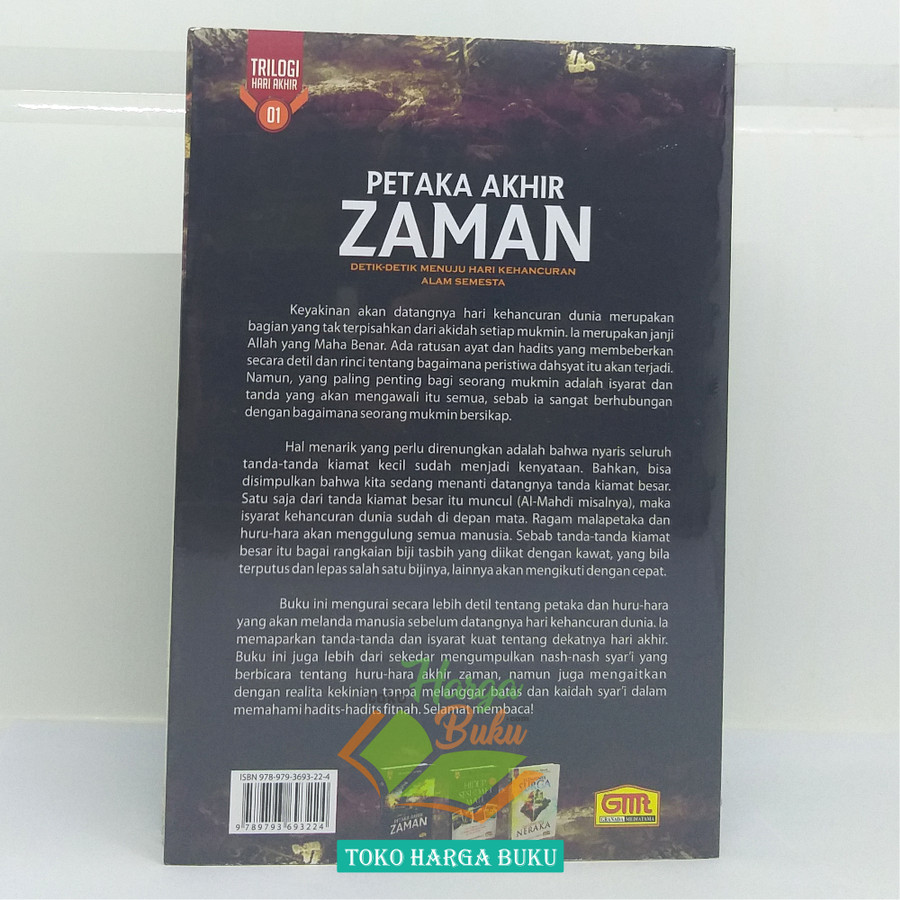 TRILOGI
HARI AKHIR
01
PETAKA AKHIR
ZAMAN
DETIK-DETIK MENUJU HARI KEHANCURAN
ALAM SEMESTA
Keyakinan akan datangnya hari kehancuran dunia merupakan
bagian yang tak terpisahkan dari akidah setiap mukmin. Ia merupakan janji
Allah yang Maha Benar. Ada ratusan ayat dan hadits yang membeberkan
secara detil dan rinci tentang bagaimana peristiwa dahsyat itu akan terjadi.
Namun, yang paling penting bagi seorang mukmin adalah isyarat dan
tanda yang akan mengawali itu semua, sebab ia sangat berhubungan
dengan bagaimana seorang mukmin bersikap.
Hal menarik yang perlu direnungkan adalah bahwa nyaris seluruh
tanda-tanda kiamat kecil sudah menjadi kenyataan. Bahkan, bisa
disimpulkan bahwa kita sedang menanti datangnya tanda kiamat besar.
Satu saja dari tanda kiamat besar itu muncul (Al-Mahdi misalnya), maka
isyarat kehancuran dunia sudah di depan mata. Ragam malapetaka dan
huru-hara akan menggulung semua manusia. Sebab tanda-tanda kiamat
besar itu bagai rangkaian biji tasbih yang diikat dengan kawat, yang bila
terputus dan lepas salah satu bijinya, lainnya akan mengikuti dengan cepat.
Buku ini mengurai secara lebih detil tentang petaka dan huru-hara
yang akan melanda manusia sebelum datangnya hari kehancuran dunia. Ia
memaparkan tanda-tanda dan isyarat kuat tentang dekatnya hari akhir.
Buku ini juga lebih dari sekedar mengumpulkan nash-nash syar'i yang
berbicara tentang huru-hara akhir zaman, namun juga mengaitkan
dengan realita kekinian, tanpa melanggar batas dan kaidah syar'i dalam
memahami hadits-hadits fitnah. Selamat membaca!
Harga
Buku
ISBN 978-979-3693-22-4
9 789793 693224
PETAKA AKHIR
ZAMAN
NERAKA
GMt
GRANADA MEDIATAMA
TOKO HARGA BUKU